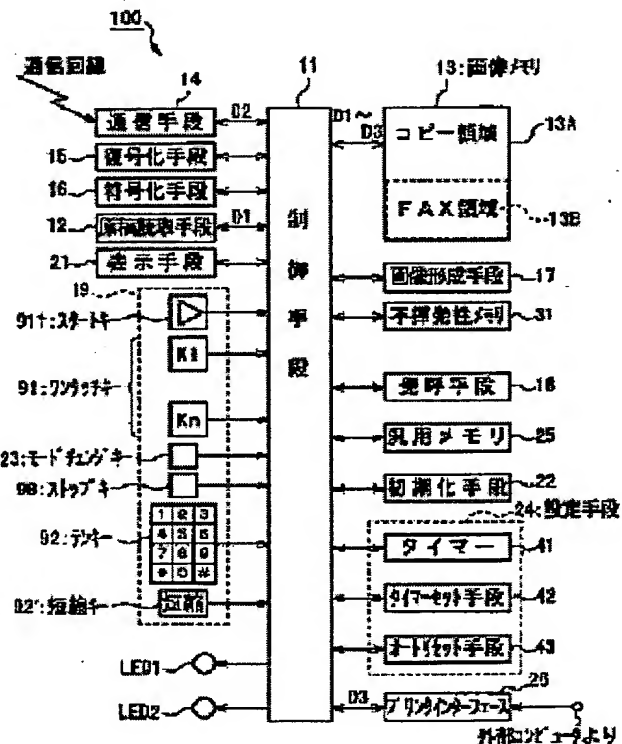 100
通信回線
14
通信手段
D2
15
復号化手段
16
符号化手段
12
原稿読取手段
D1
21
表示手段
19
911:スタートキー
K1
91:ワンタッチキー
Kn
23:モードチェンジキー
98:ストップキー
92:テンキー
1 2 3
4 5 6
7 8 9
* 0 #
92':短縮キー
短縮
LED1
LED2
11
制御手段
13:画像メモリ
D1~
D3
コピー領域
13A
FAX領域
13B
画像形成手段
17
不揮発性メモリ
31
発呼手段
18
汎用メモリ
25
初期化手段
22
24:設定手段
タイマー
41
タイマーセット手段
42
オートリセット手段
43
D3
プリンタインターフェース
26
外部コンピュータより